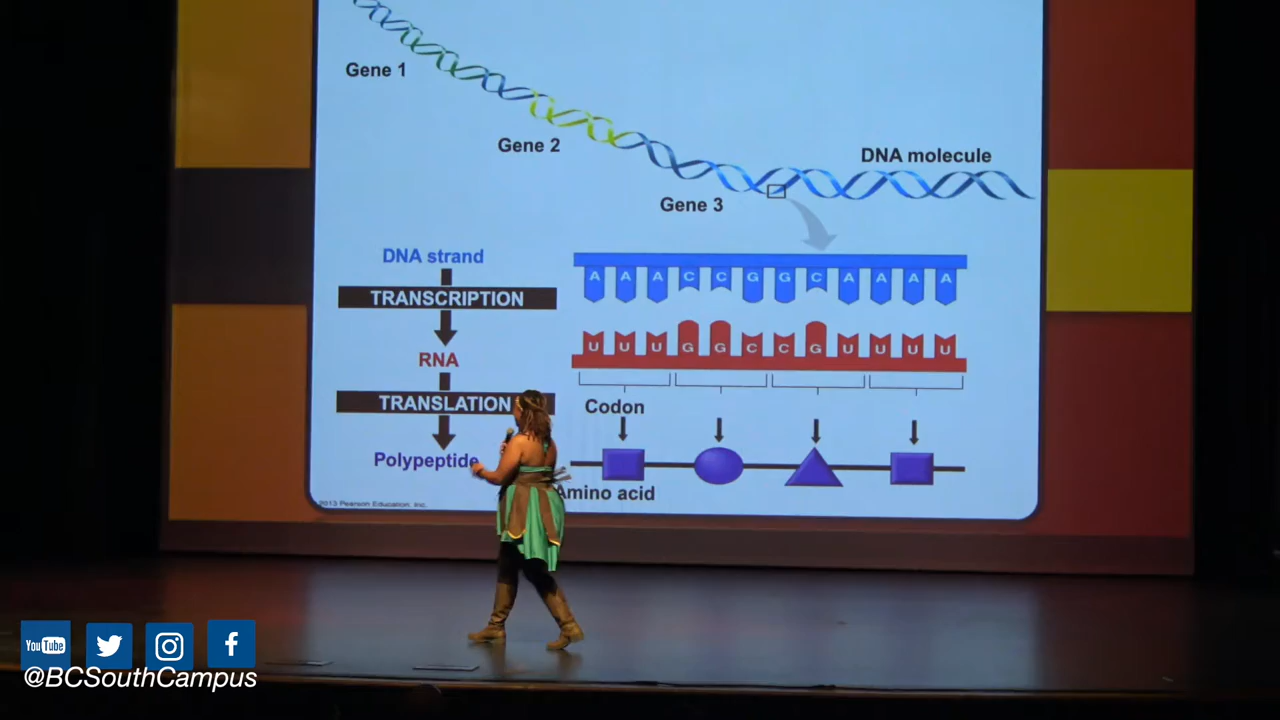 Gene 1
Gene 2
DNA molecule
Gene 3
DNA strand
TRANSCRIPTION
RNA
TRANSLATION
Polypeptide
A A A C C G G C A A A A
U U U G G C C G U U U U
Codon
Amino acid
2013 Pearson Education, Inc.
YouTube
@BCSouthCampus